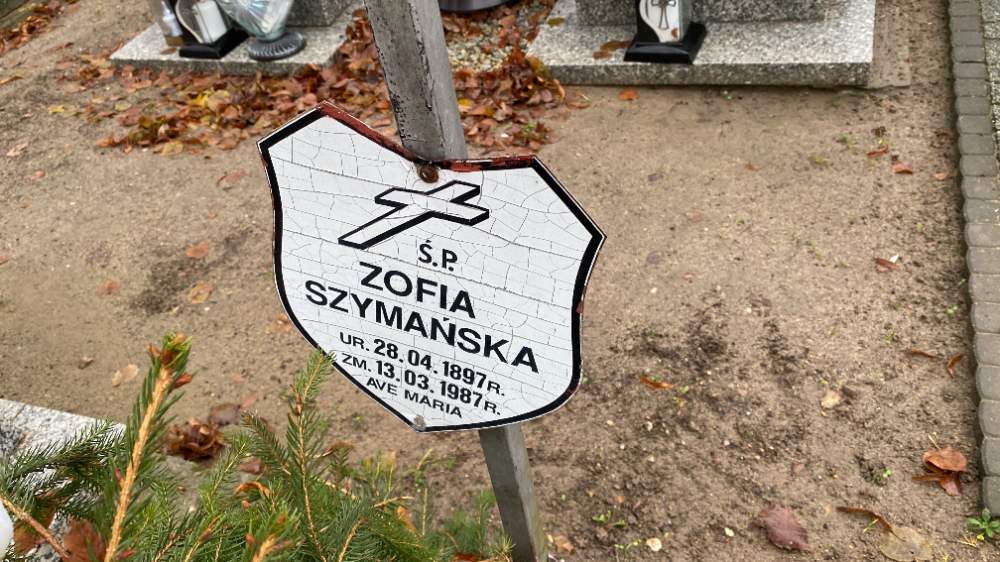 Ś.P.
ZOFIA
SZYMAŃSKA
UR. 28.04.1897R.
ZM. 13.03.1987R.
AVE MARIA